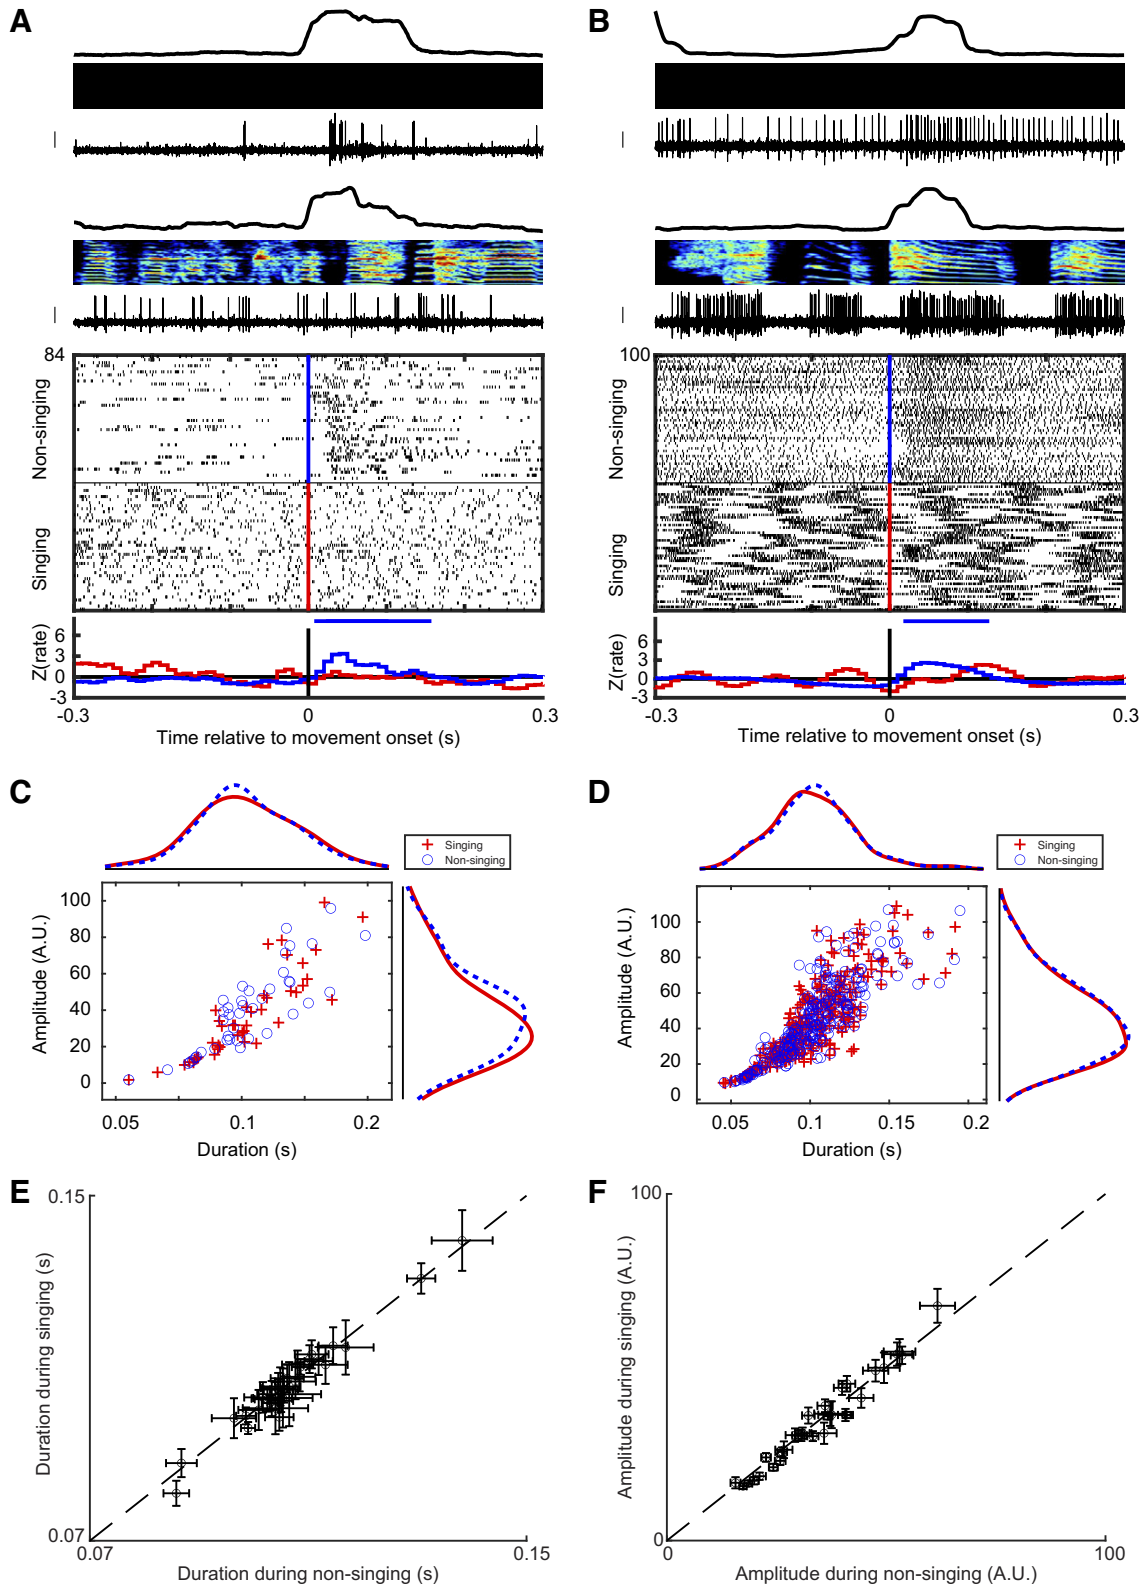 A
B
84
Non-singing
Singing
100
Non-singing
Singing
Z(rate)
6
3
0
-3
-0.3
0
0.3
Time relative to movement onset (s)
Z(rate)
6
3
0
-3
-0.3
0
0.3
Time relative to movement onset (s)
C
Singing
Non-singing
Amplitude (A.U.)
100
80
60
40
20
0
0.05
0.1
0.2
Duration (s)
D
Singing
Non-singing
Amplitude (A.U.)
100
80
60
40
20
0
0.05
0.1
0.15
0.2
Duration (s)
E
Duration during singing (s)
0.15
0.07
0.07
0.15
Duration during non-singing (s)
F
Amplitude during singing (A.U.)
100
0
0
100
Amplitude during non-singing (A.U.)